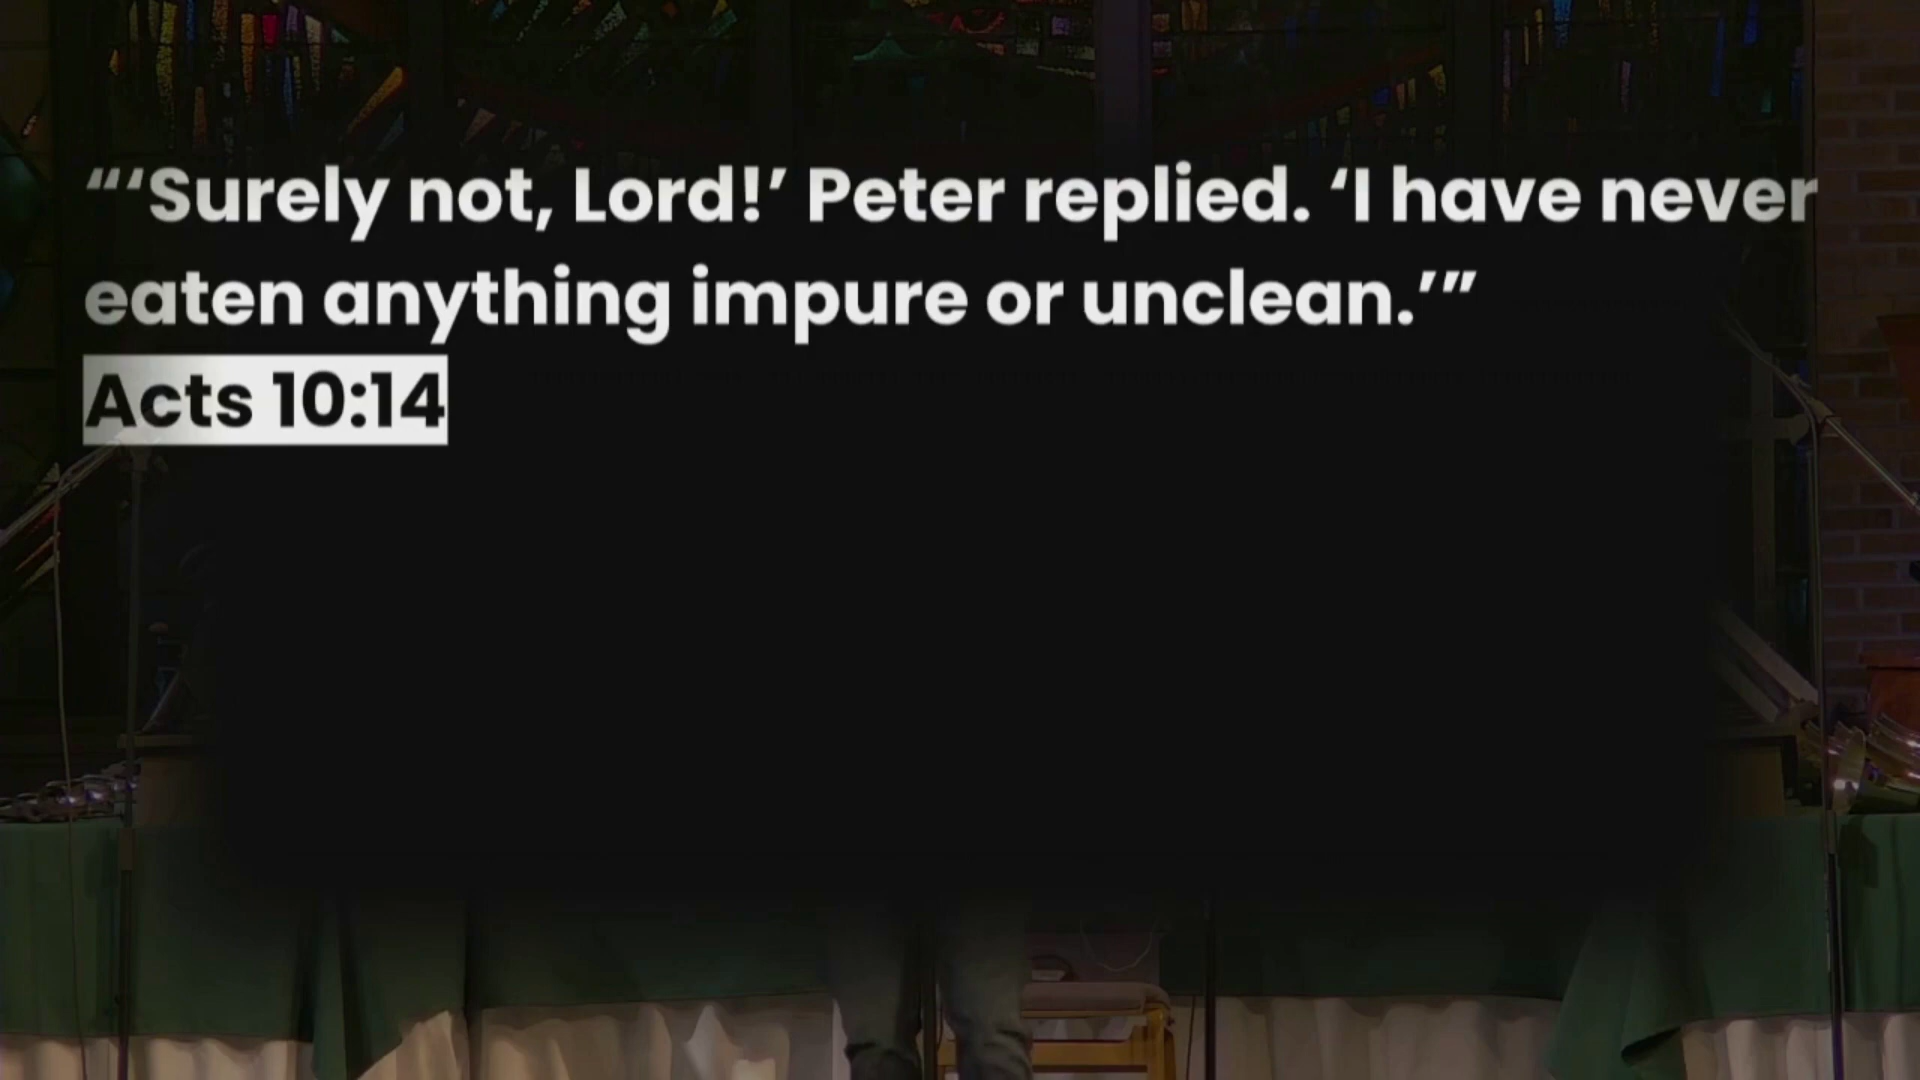 “‘Surely not, Lord!’ Peter replied. ‘I have never
eaten anything impure or unclean.’”
Acts 10:14